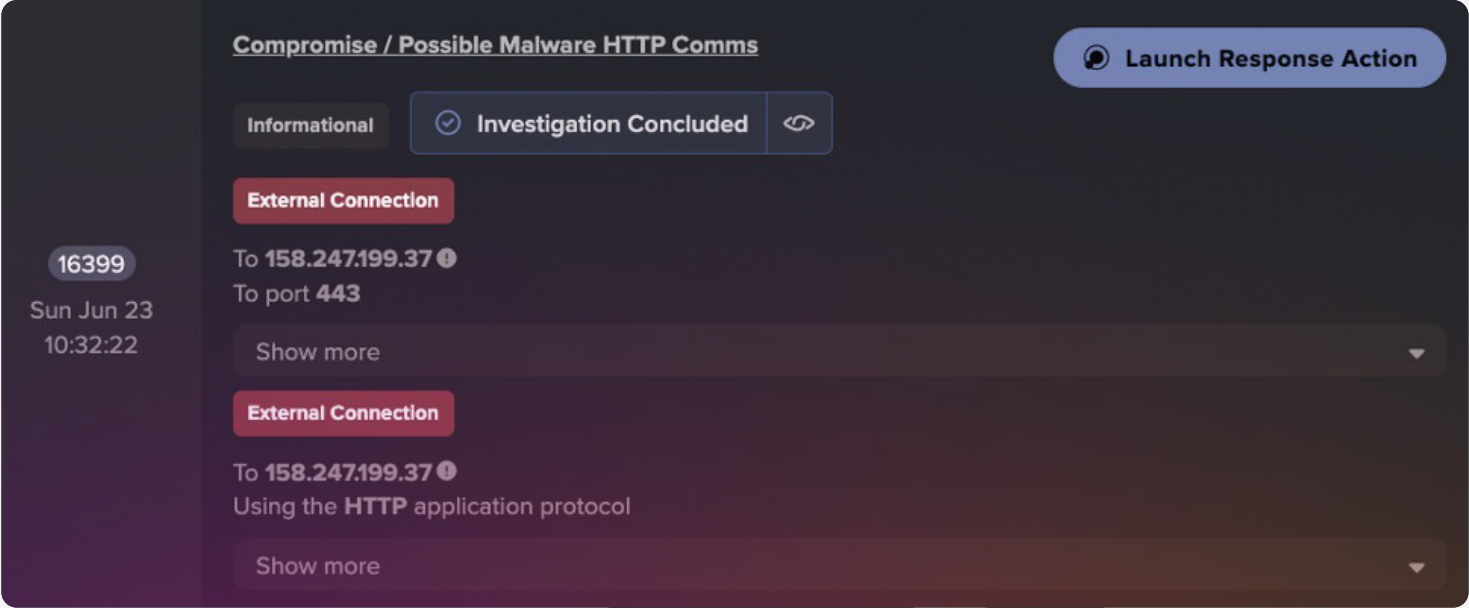 Compromise / Possible Malware HTTP Comms
Launch Response Action
Informational
Investigation Concluded
External Connection
To 158.247.199.37
To port 443
16399
Sun Jun 23
10:32:22
Show more
External Connection
To 158.247.199.37
Using the HTTP application protocol
Show more